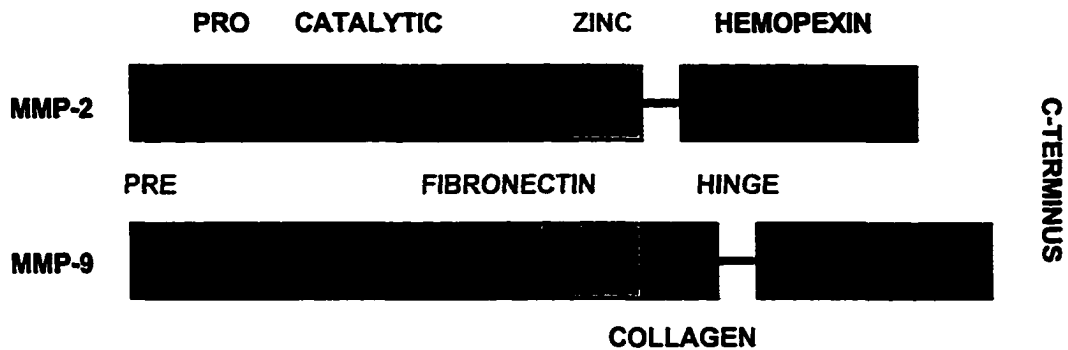 PRO CATALYTIC ZINC HEMOPEXIN
MMP-2
C-TERMINUS
PRE FIBRONECTIN HINGE
MMP-9
COLLAGEN